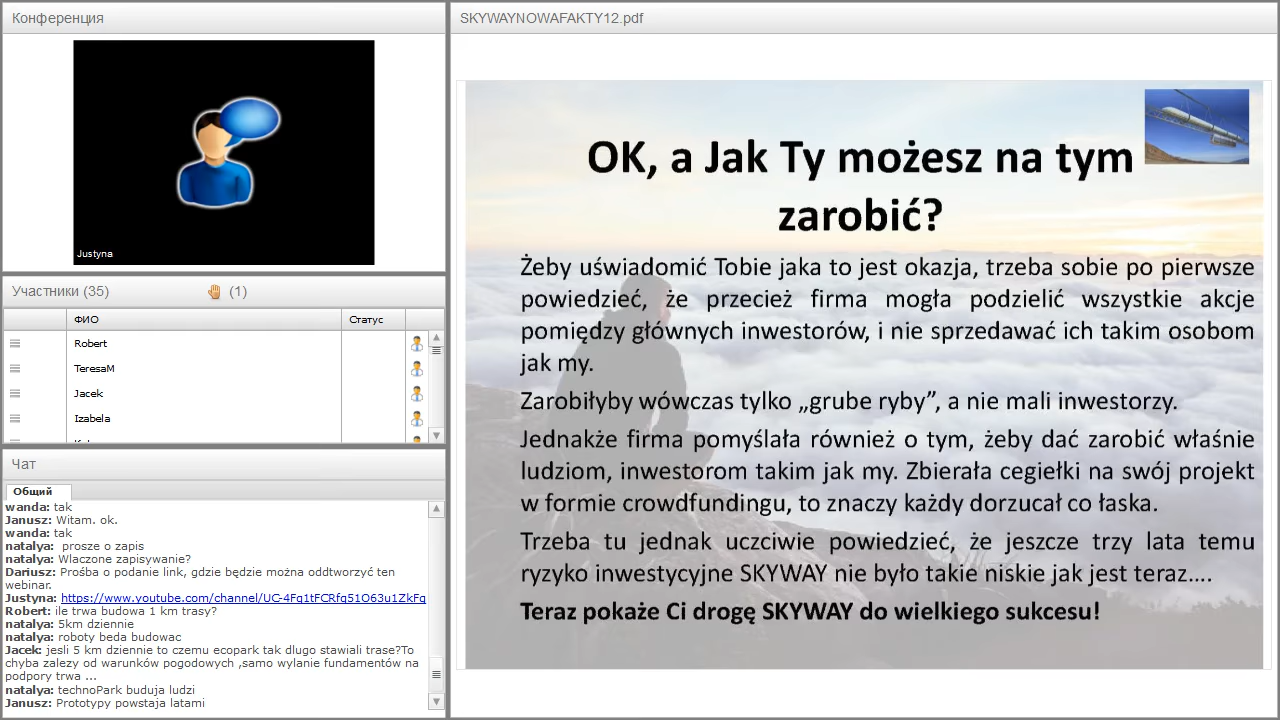 Конференция
Justyna
Участники (35)
(1)
ФИО
Статус
Robert
TeresaM
Jacek
Izabela
Чат
Общий
wanda: tak
Janusz: Witam. ok.
wanda: tak
natalya: prosze o zapis
natalya: Wlaczone zapisywanie?
Dariusz: Prośba o podanie link, gdzie będzie można oddtworzyć ten
webinar.
Justyna: https://www.youtube.com/channel/UC-4Fq1tFCRfq51O63u1ZkFg
Robert: ile trwa budowa 1 km trasy?
natalya: 5km dziennie
natalya: roboty beda budowac
Jacek: jesli 5 km dziennie to czemu ecopark tak dlugo stawiali trase?To
chyba zalezy od warunków pogodowych ,samo wylanie fundamentów na
podpory trwa ...
natalya: technoPark buduja ludzi
Janusz: Prototypy powstaja latami
SKYWAYNOWAFAKTY12.pdf
OK, a Jak Ty możesz na tym
zarobić?
Żeby uświadomić Tobie jaka to jest okazja, trzeba sobie po pierwsze
powiedzieć, że przecież firma mogła podzielić wszystkie akcje
pomiędzy głównych inwestorów, i nie sprzedawać ich takim osobom
jak my.
Zarobiłyby wówczas tylko „grube ryby”, a nie mali inwestorzy.
Jednakże firma pomyślała również o tym, żeby dać zarobić właśnie
ludziom, inwestorom takim jak my. Zbierała cegiełki na swój projekt
w formie crowdfundingu, to znaczy każdy dorzucał co łaska.
Trzeba tu jednak uczciwie powiedzieć, że jeszcze trzy lata temu
ryzyko inwestycyjne SKYWAY nie było takie niskie jak jest teraz....
Teraz pokaże Ci drogę SKYWAY do wielkiego sukcesu!